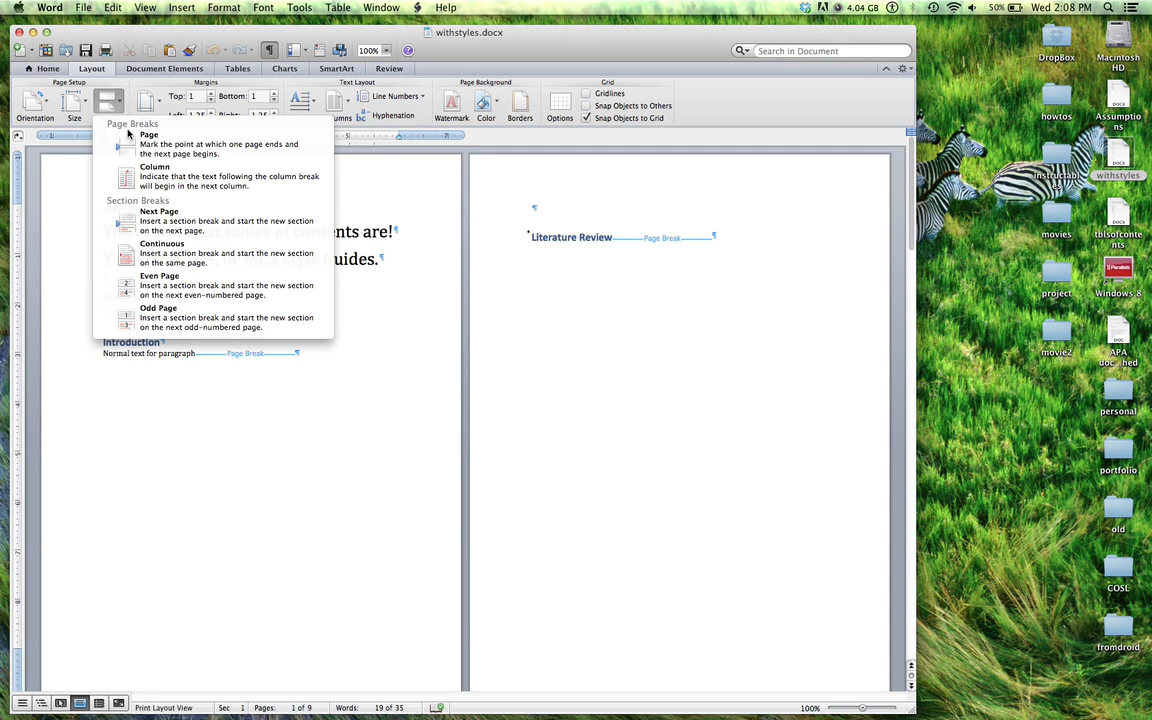 Word File Edit View Insert Format Font Tools Table Window Help
4.04 GB 50% Wed 2:08 PM
withstyles.docx
100%
Search in Document
Home Layout Document Elements Tables Charts SmartArt Review
Page Setup Margins Text Layout Page Background Grid
Top: 1 Bottom: 1
Line Numbers
Hyphenation
Gridlines
Snap Objects to Others
Snap Objects to Grid
Orientation Size Watermark Color Borders Options
Page Breaks
Page
Mark the point at which one page ends and
the next page begins.
Column
Indicate that the text following the column break
will begin in the next column.
Section Breaks
Next Page
Insert a section break and start the new section
on the next page.
Continuous
Insert a section break and start the new section
on the same page.
Even Page
Insert a section break and start the new section
on the next even-numbered page.
Odd Page
Insert a section break and start the new section
on the next odd-numbered page.
tables of contents are!¶
guides.¶
Introduction¶
Normal text for paragraph Page Break ¶
¶
Literature Review Page Break ¶
DropBox
Macintosh
HD
howtos
Assumptio
ns
withstyles
movies
tblsofconte
nts
project
Windows 8
movie2
APA
doc ...hed
personal
portfolio
old
COSL
fromdroid
Print Layout View Sec 1 Pages: 1 of 9 Words: 19 of 35 100%